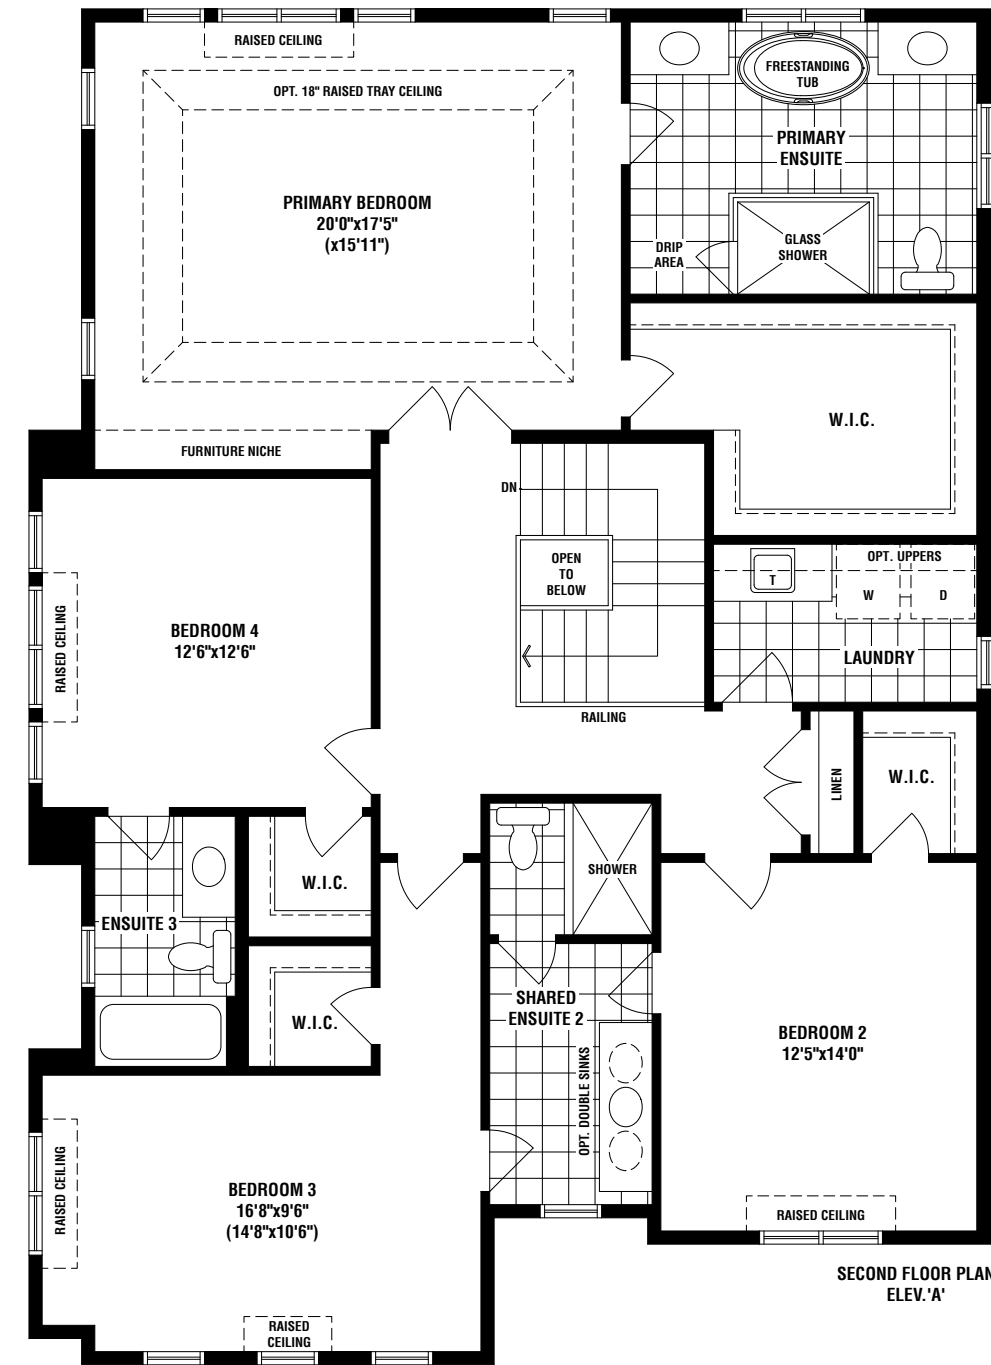 RAISED CEILING
OPT. 18" RAISED TRAY CEILING
PRIMARY BEDROOM
20'0"x17'5"
(x15'11")
FREESTANDING
TUB
PRIMARY
ENSUITE
DRIP
AREA
GLASS
SHOWER
W.I.C.
FURNITURE NICHE
DN
OPEN
TO
BELOW
OPT. UPPERS
T
W
D
LAUNDRY
RAISED CEILING
BEDROOM 4
12'6"x12'6"
RAILING
LINEN
W.I.C.
SHOWER
W.I.C.
ENSUITE 3
W.I.C.
SHARED
ENSUITE 2
OPT. DOUBLE SINKS
BEDROOM 2
12'5"x14'0"
RAISED CEILING
BEDROOM 3
16'8"x9'6"
(14'8"x10'6")
RAISED CEILING
RAISED
CEILING
SECOND FLOOR PLAN
ELEV.'A'